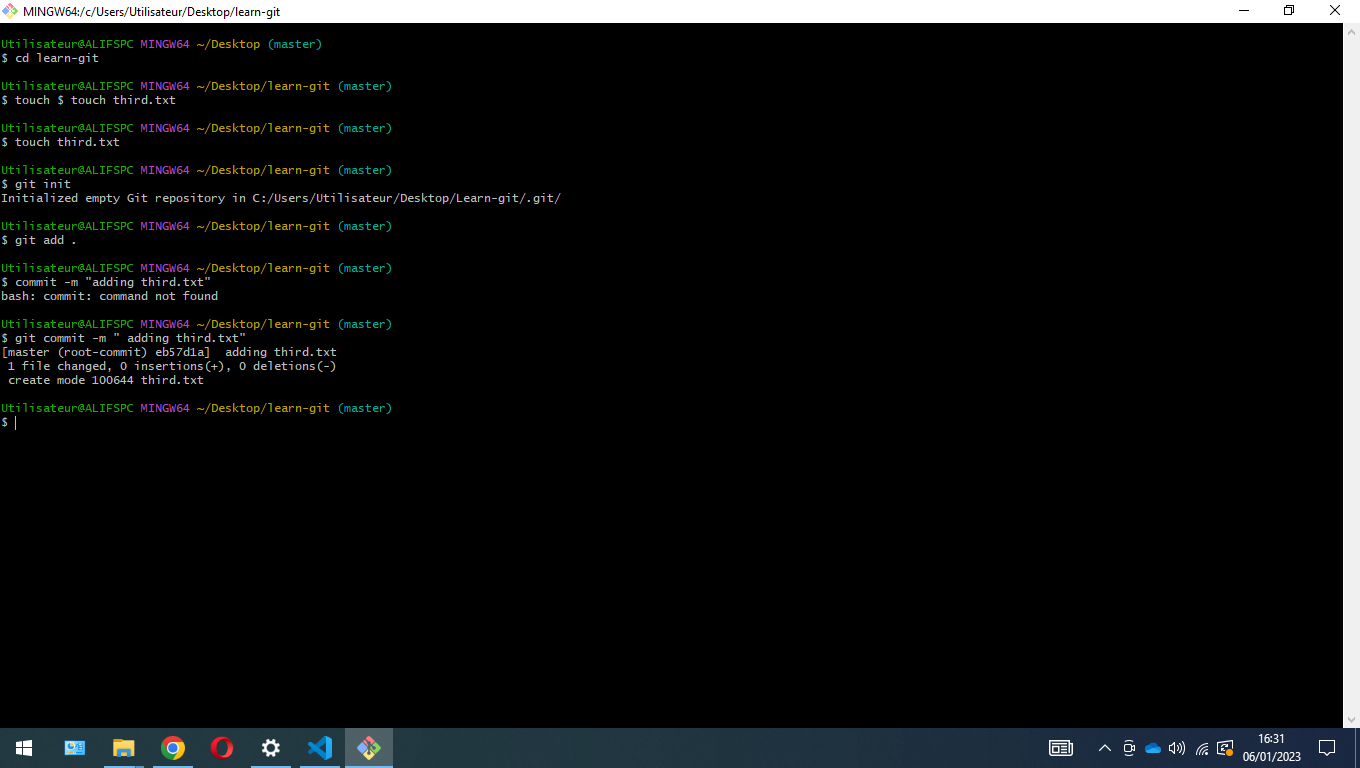 MINGW64:/c/Users/Utilisateur/Desktop/learn-git
Utilisateur@ALIFSPC MINGW64 ~/Desktop (master)
$ cd learn-git
Utilisateur@ALIFSPC MINGW64 ~/Desktop/learn-git (master)
$ touch $ touch third.txt
Utilisateur@ALIFSPC MINGW64 ~/Desktop/learn-git (master)
$ touch third.txt
Utilisateur@ALIFSPC MINGW64 ~/Desktop/learn-git (master)
$ git init
Initialized empty Git repository in C:/Users/Utilisateur/Desktop/Learn-git/.git/
Utilisateur@ALIFSPC MINGW64 ~/Desktop/learn-git (master)
$ git add .
Utilisateur@ALIFSPC MINGW64 ~/Desktop/learn-git (master)
$ commit -m "adding third.txt"
bash: commit: command not found
Utilisateur@ALIFSPC MINGW64 ~/Desktop/learn-git (master)
$ git commit -m " adding third.txt"
[master (root-commit) eb57d1a]  adding third.txt
 1 file changed, 0 insertions(+), 0 deletions(-)
 create mode 100644 third.txt
Utilisateur@ALIFSPC MINGW64 ~/Desktop/learn-git (master)
$
16:31
06/01/2023